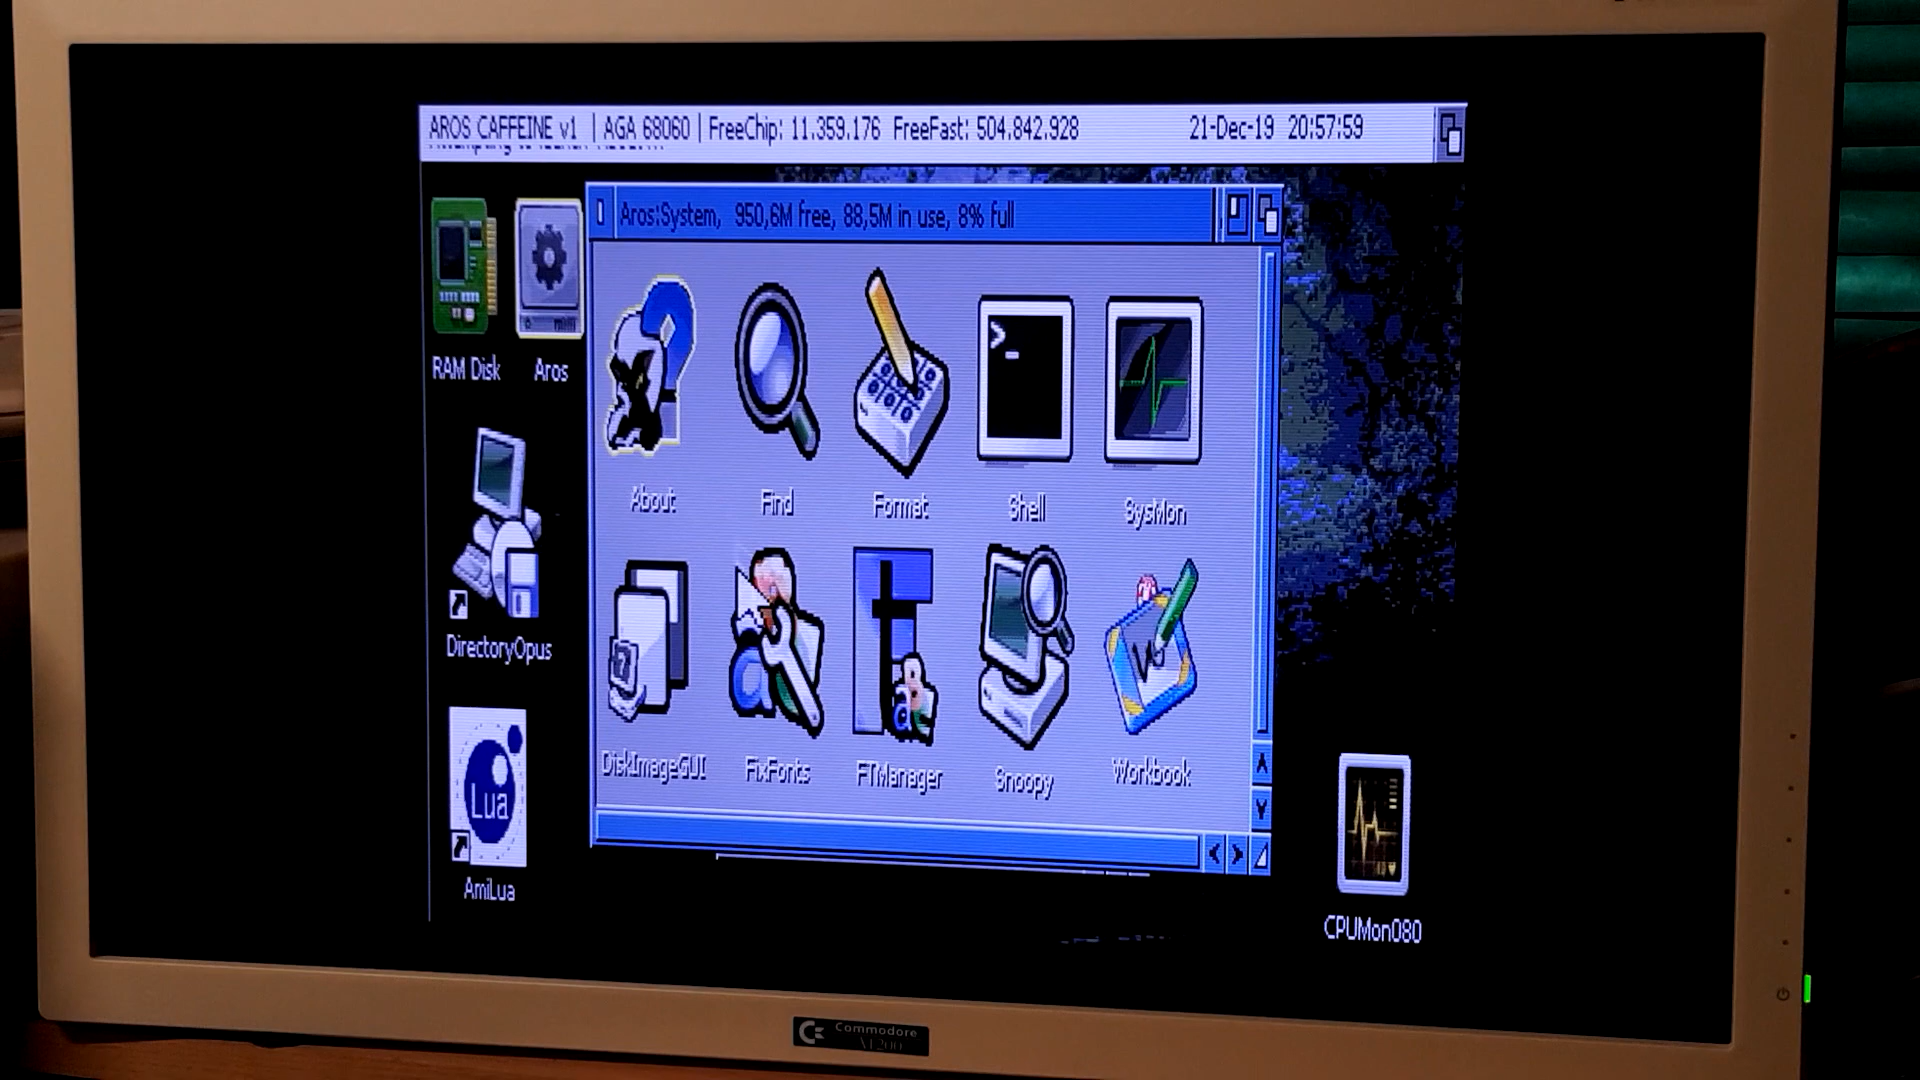 AROS CAFFEINE v1 | AGA 68060 | FreeChip: 11.359.176 FreeFast: 504.842.928 21-Dec-19 20:57:59
Aros:System, 950,6M free, 88,5M in use, 8% full
RAM Disk
Aros
About
Find
Format
>_
Shell
SysMon
DirectoryOpus
DiskImageGUI
FixFonts
FTManager
Snoopy
Workbook
Lua
AmiLua
CPUMon080
Commodore
A1200